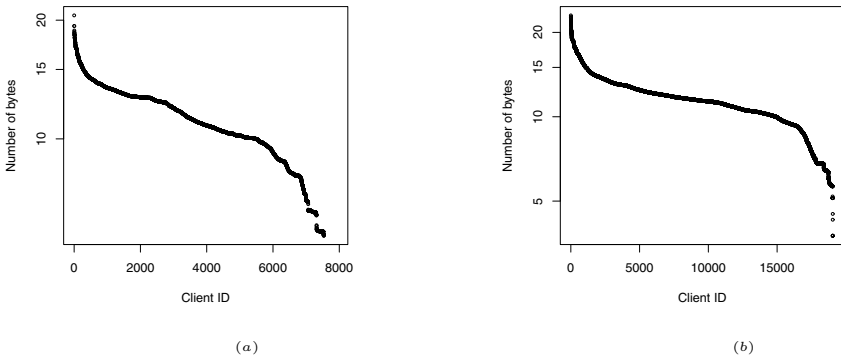 Number of bytes
20
15
10
0 2000 4000 6000 8000
Client ID
(a)
Number of bytes
20
15
10
5
0 5000 10000 15000
Client ID
(b)